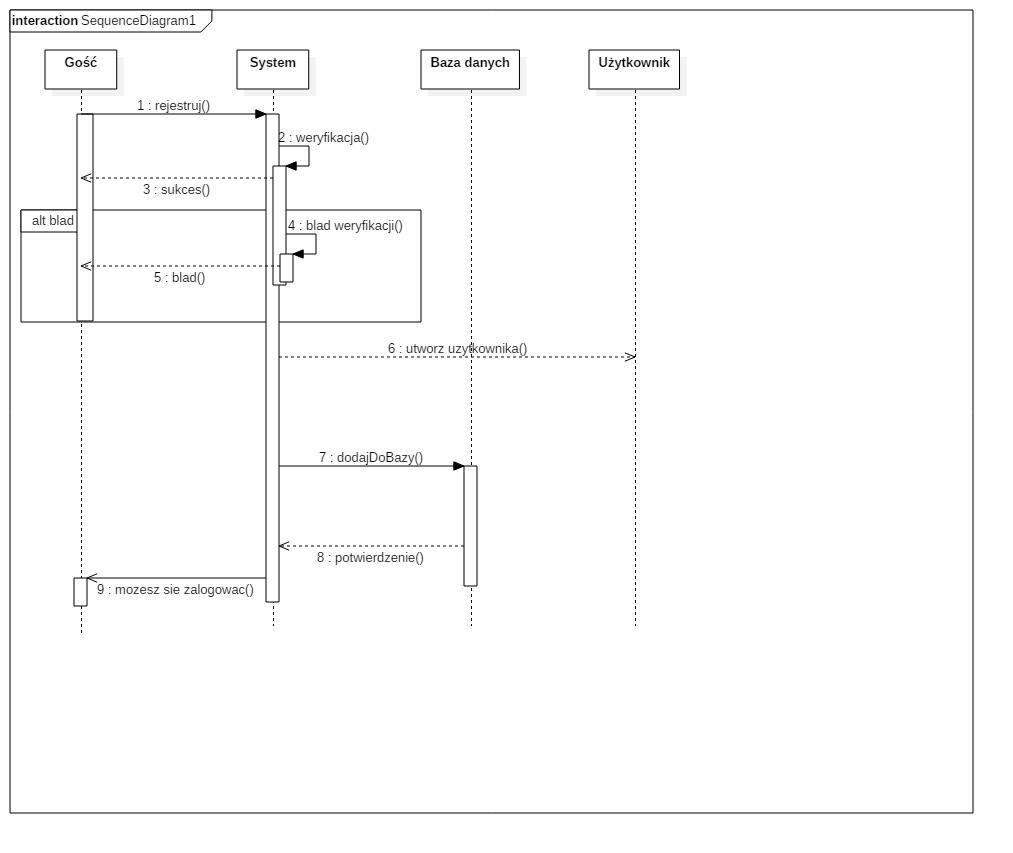 interaction SequenceDiagram1
Gość
System
Baza danych
Użytkownik
1 : rejestruj()
2 : weryfikacja()
3 : sukces()
alt blad
4 : blad weryfikacji()
5 : blad()
6 : utworz uzytkownika()
7 : dodajDoBazy()
8 : potwierdzenie()
9 : mozesz sie zalogowac()